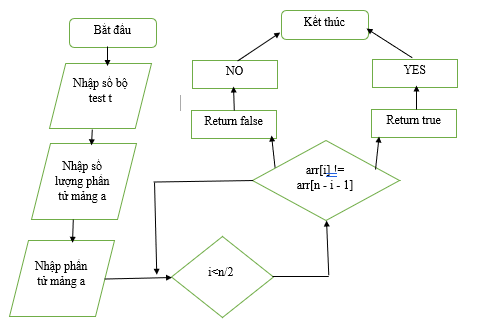 Bắt đầu
Kết thúc
Nhập số bộ
test t
NO
YES
Return false
Return true
Nhập số
lượng phần
tử mảng a
arr[i] !=
arr[n - i - 1]
Nhập phần
tử mảng a
i<n/2